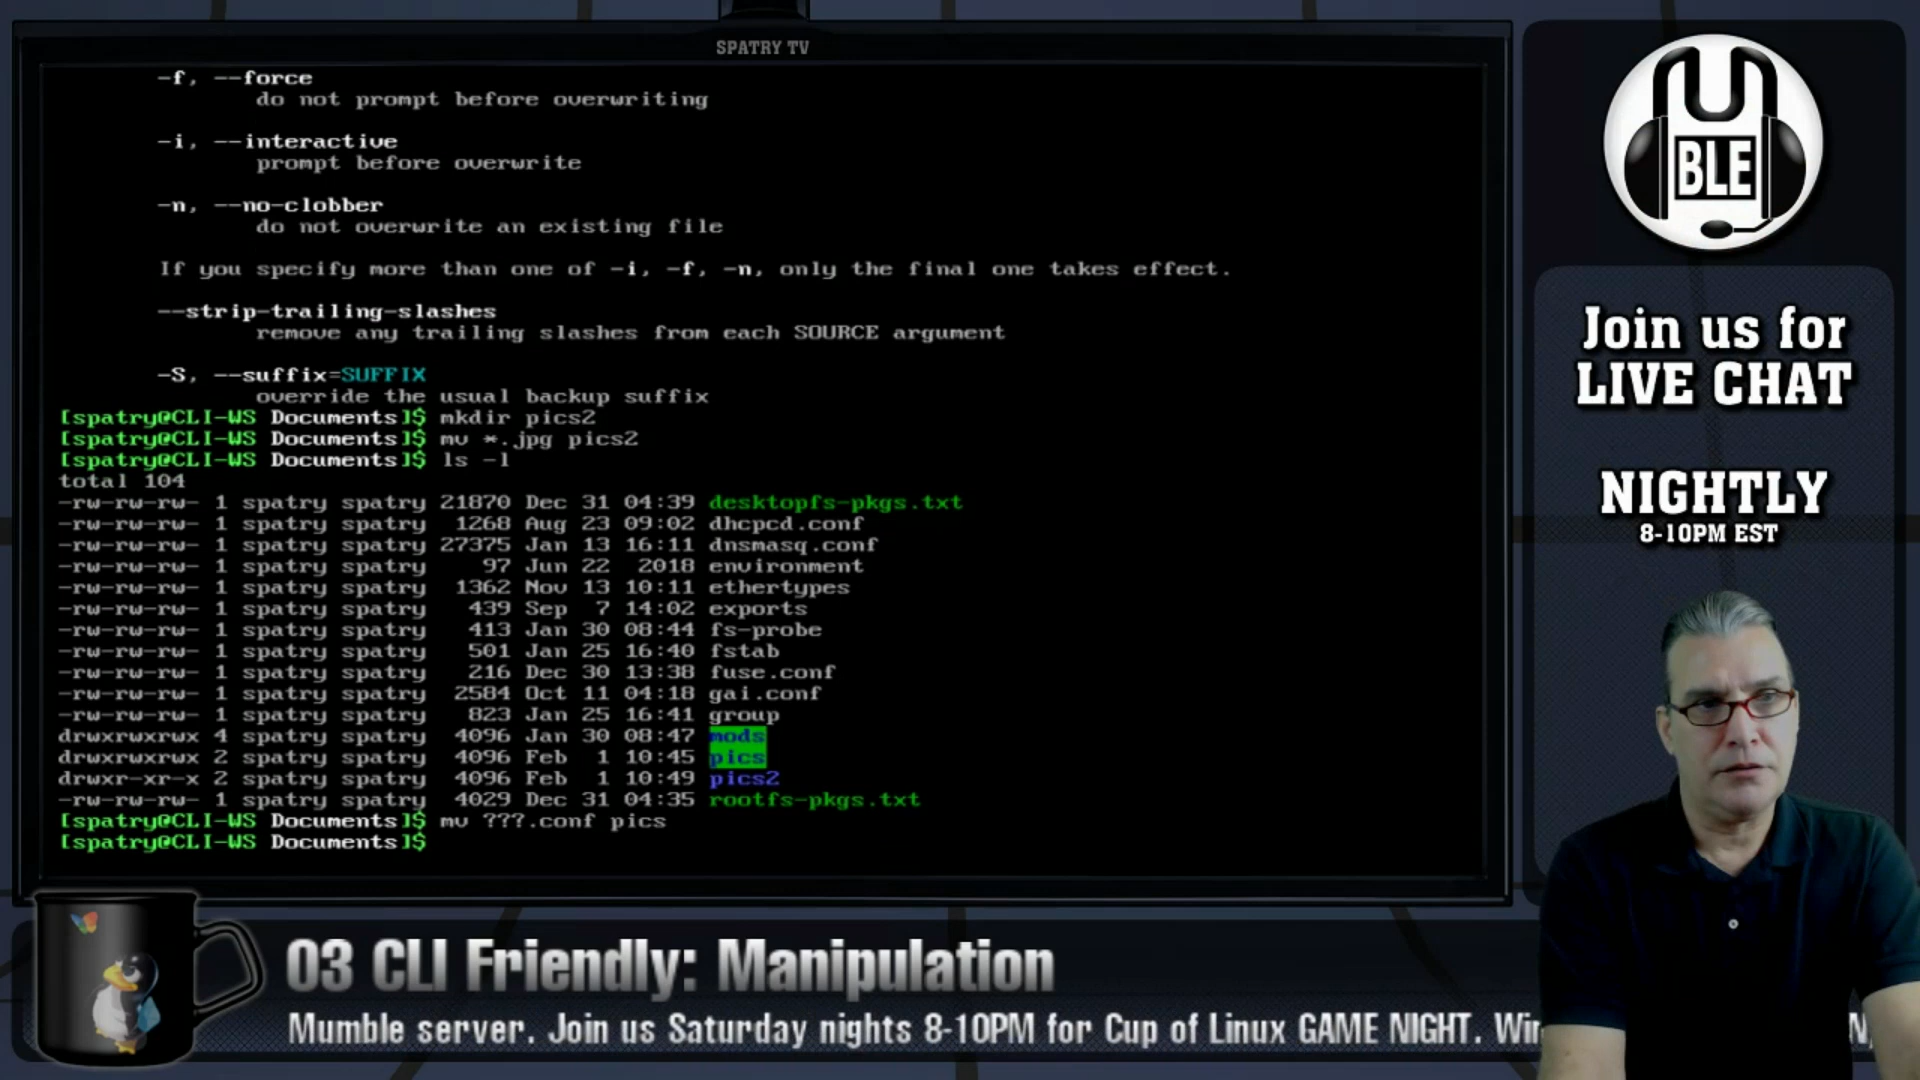 SPATRY TV
-f, --force
do not prompt before overwriting
-i, --interactive
prompt before overwrite
-n, --no-clobber
do not overwrite an existing file
If you specify more than one of -i, -f, -n, only the final one takes effect.
--strip-trailing-slashes
remove any trailing slashes from each SOURCE argument
-S, --suffix=SUFFIX
override the usual backup suffix
[spatry@CLI-WS Documents]$ mkdir pics2
[spatry@CLI-WS Documents]$ mv *.jpg pics2
[spatry@CLI-WS Documents]$ ls -l
total 104
-rw-rw-rw- 1 spatry spatry 21870 Dec 31 04:39 desktopfs-pkgs.txt
-rw-rw-rw- 1 spatry spatry 1268 Aug 23 09:02 dhcpcd.conf
-rw-rw-rw- 1 spatry spatry 27375 Jan 13 16:11 dnsmasq.conf
-rw-rw-rw- 1 spatry spatry 97 Jun 22 2018 environment
-rw-rw-rw- 1 spatry spatry 1362 Nov 13 10:11 ethertypes
-rw-rw-rw- 1 spatry spatry 439 Sep 7 14:02 exports
-rw-rw-rw- 1 spatry spatry 413 Jan 30 08:44 fs-probe
-rw-rw-rw- 1 spatry spatry 501 Jan 25 16:40 fstab
-rw-rw-rw- 1 spatry spatry 216 Dec 30 13:38 fuse.conf
-rw-rw-rw- 1 spatry spatry 2584 Oct 11 04:18 gai.conf
-rw-rw-rw- 1 spatry spatry 823 Jan 25 16:41 group
drwxrwxrwx 4 spatry spatry 4096 Jan 30 08:47 mods
drwxrwxrwx 2 spatry spatry 4096 Feb 1 10:45 pics
drwxr-xr-x 2 spatry spatry 4096 Feb 1 10:49 pics2
-rw-rw-rw- 1 spatry spatry 4029 Dec 31 04:35 rootfs-pkgs.txt
[spatry@CLI-WS Documents]$ mv ???.conf pics
[spatry@CLI-WS Documents]$
BLE
Join us for
LIVE CHAT
NIGHTLY
8-10PM EST
03 CLI Friendly: Manipulation
Mumble server. Join us Saturday nights 8-10PM for Cup of Linux GAME NIGHT.